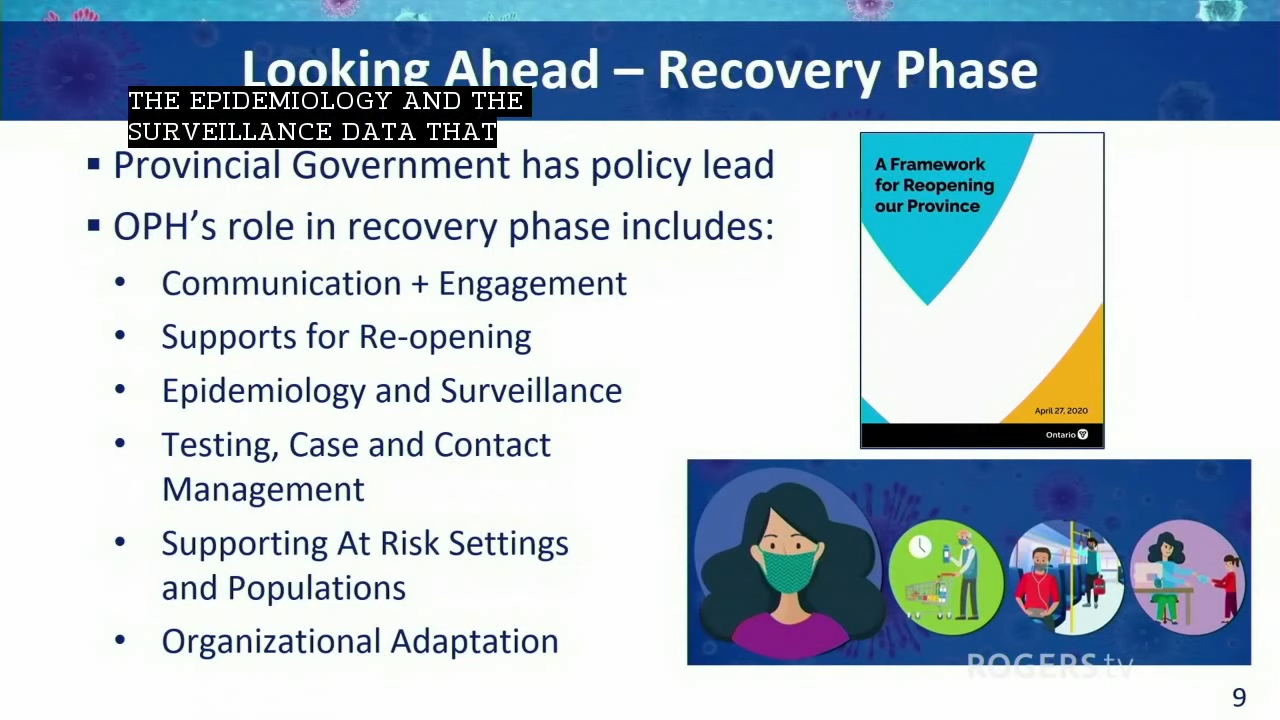 Looking Ahead – Recovery Phase
THE EPIDEMIOLOGY AND THE
SURVEILLANCE DATA THAT
▪ Provincial Government has policy lead
▪ OPH's role in recovery phase includes:
• Communication + Engagement
• Supports for Re-opening
• Epidemiology and Surveillance
• Testing, Case and Contact
Management
• Supporting At Risk Settings
and Populations
• Organizational Adaptation
A Framework
for Reopening
our Province
April 27, 2020
Ontario
ROGERS tv
9